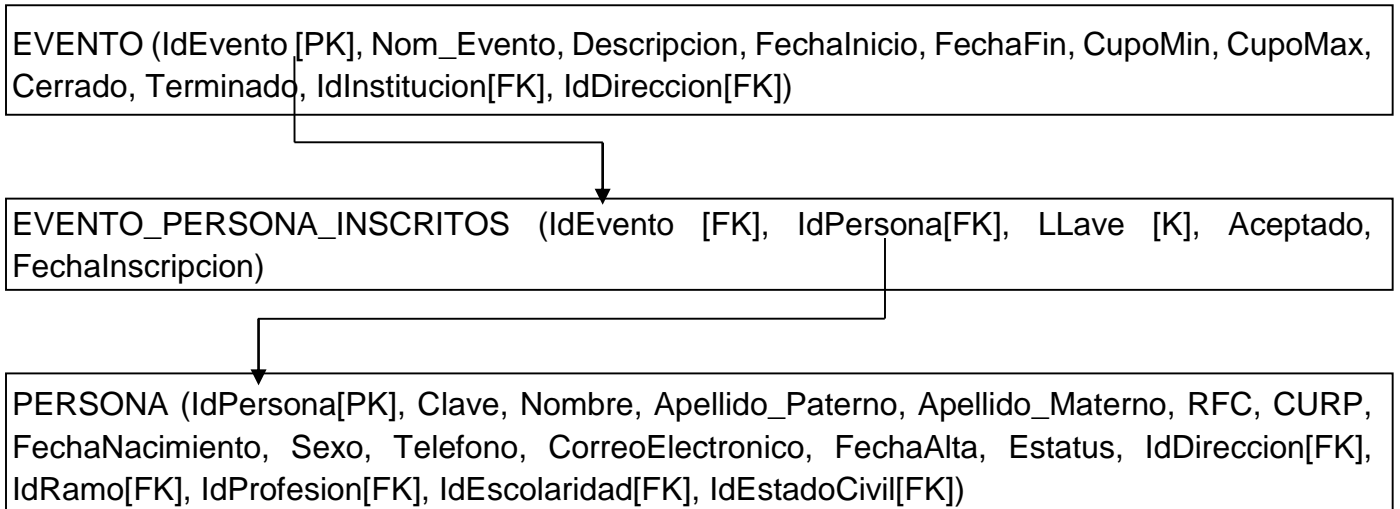 EVENTO (IdEvento [PK], Nom_Evento, Descripcion, FechaInicio, FechaFin, CupoMin, CupoMax,
Cerrado, Terminado, IdInstitucion[FK], IdDireccion[FK])
EVENTO_PERSONA_INSCRITOS (IdEvento [FK], IdPersona[FK], LLave [K], Aceptado,
FechaInscripcion)
PERSONA (IdPersona[PK], Clave, Nombre, Apellido_Paterno, Apellido_Materno, RFC, CURP,
FechaNacimiento, Sexo, Telefono, CorreoElectronico, FechaAlta, Estatus, IdDireccion[FK],
IdRamo[FK], IdProfesion[FK], IdEscolaridad[FK], IdEstadoCivil[FK])